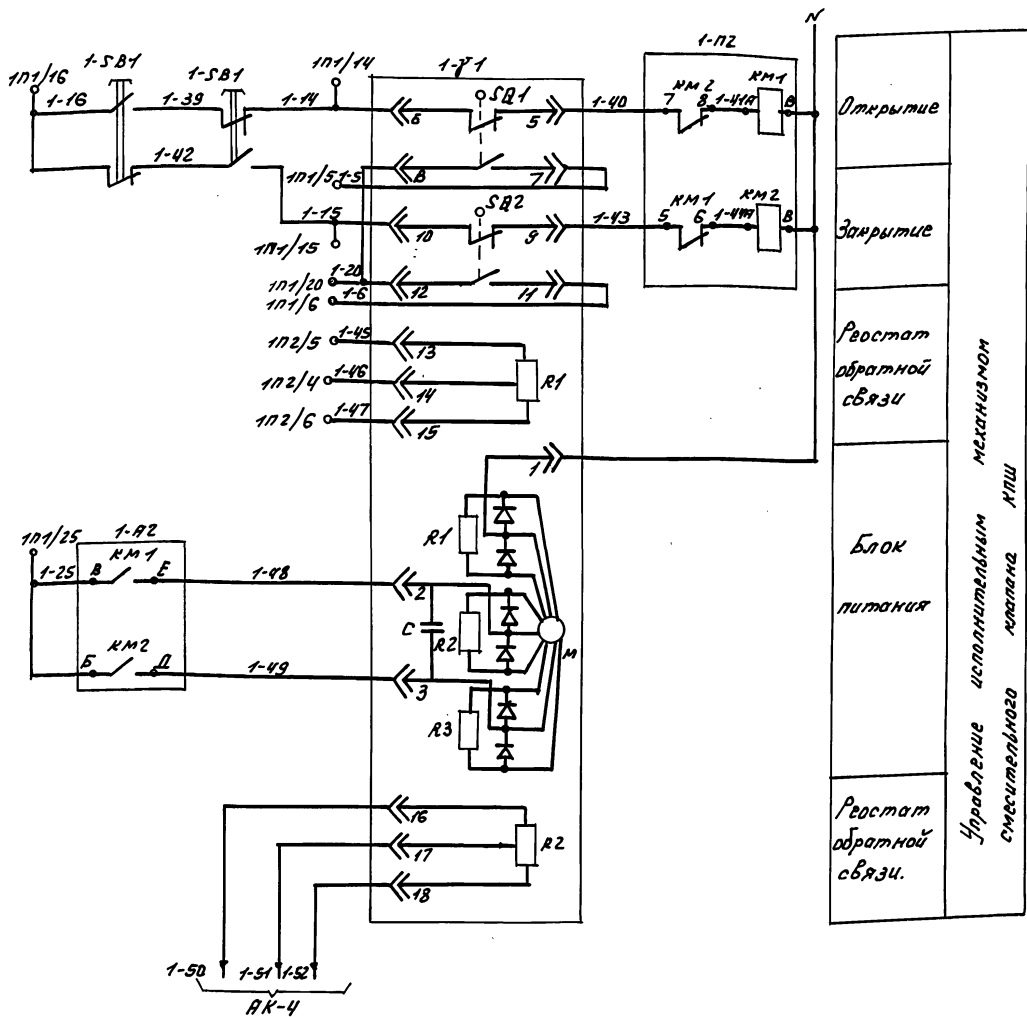 N
1-SB1
1-SB1
1П1/14
1-У1
1-П2
1П1/16
1-16
1-39
1-14
SQ1
1-40
7
КМ2
8
1-41А
КМ1
В
6
5
Открытие
1-42
8
7
1П1/5
1-5
SQ2
1-15
1П1/15
10
9
1-43
5
КМ1
6
1-44А
КМ2
В
Закрытие
1П1/20
1-20
12
11
1П1/6
1-6
1П2/5
1-45
13
1П2/4
1-46
14
R1
1П2/6
1-47
15
Реостат
обратной
связи
1
1П1/25
1-А2
1-25
В
КМ1
Е
1-48
2
R1
C
R2
М
Б
КМ2
Д
1-49
3
R3
Блок
питания
16
17
R2
18
Реостат
обратной
связи.
1-50
1-51
1-52
АК-4
Управление исполнительным механизмом
смесительного клапана КПШ